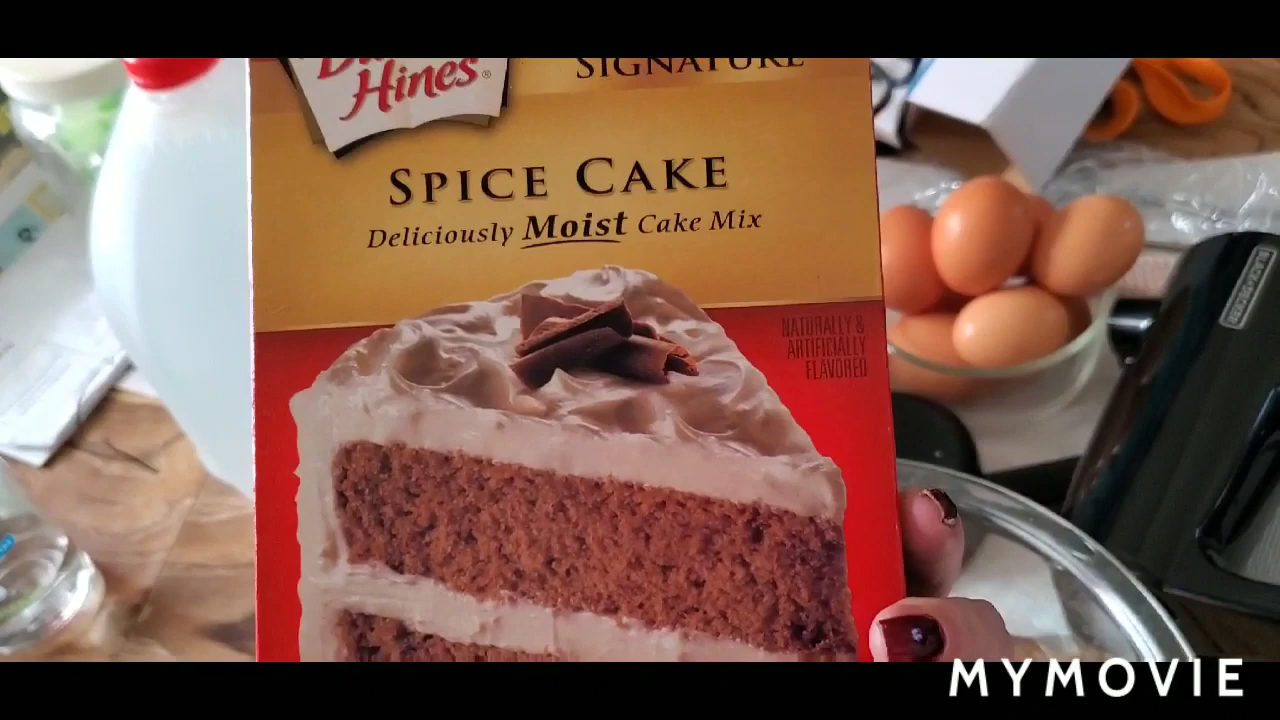 Hines®
SIGNATURE
SPICE CAKE
Deliciously Moist Cake Mix
NATURALLY &
ARTIFICIALLY
FLAVORED
MYMOVIE